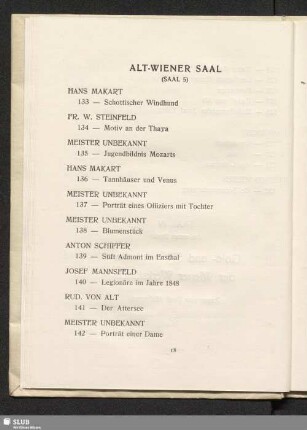 ALT-WIENER SAAL
(SAAL 5)
HANS MAKART
133 — Schottischer Windhund
FR. W. STEINFELD
134 — Motiv an der Thaya
MEISTER UNBEKANNT
135 — Jugendbildnis Mozarts
HANS MAKART
136 — Tannhäuser und Venus
MEISTER UNBEKANNT
137 — Porträt eines Offiziers mit Tochter
MEISTER UNBEKANNT
138 — Blumenstück
ANTON SCHIFFER
139 — Stift Admont im Ensthal
JOSEF MANNSFELD
140 — Legionäre im Jahre 1848
RUD. VON ALT
141 — Der Attersee
MEISTER UNBEKANNT
142 — Porträt einer Dame
SLUB